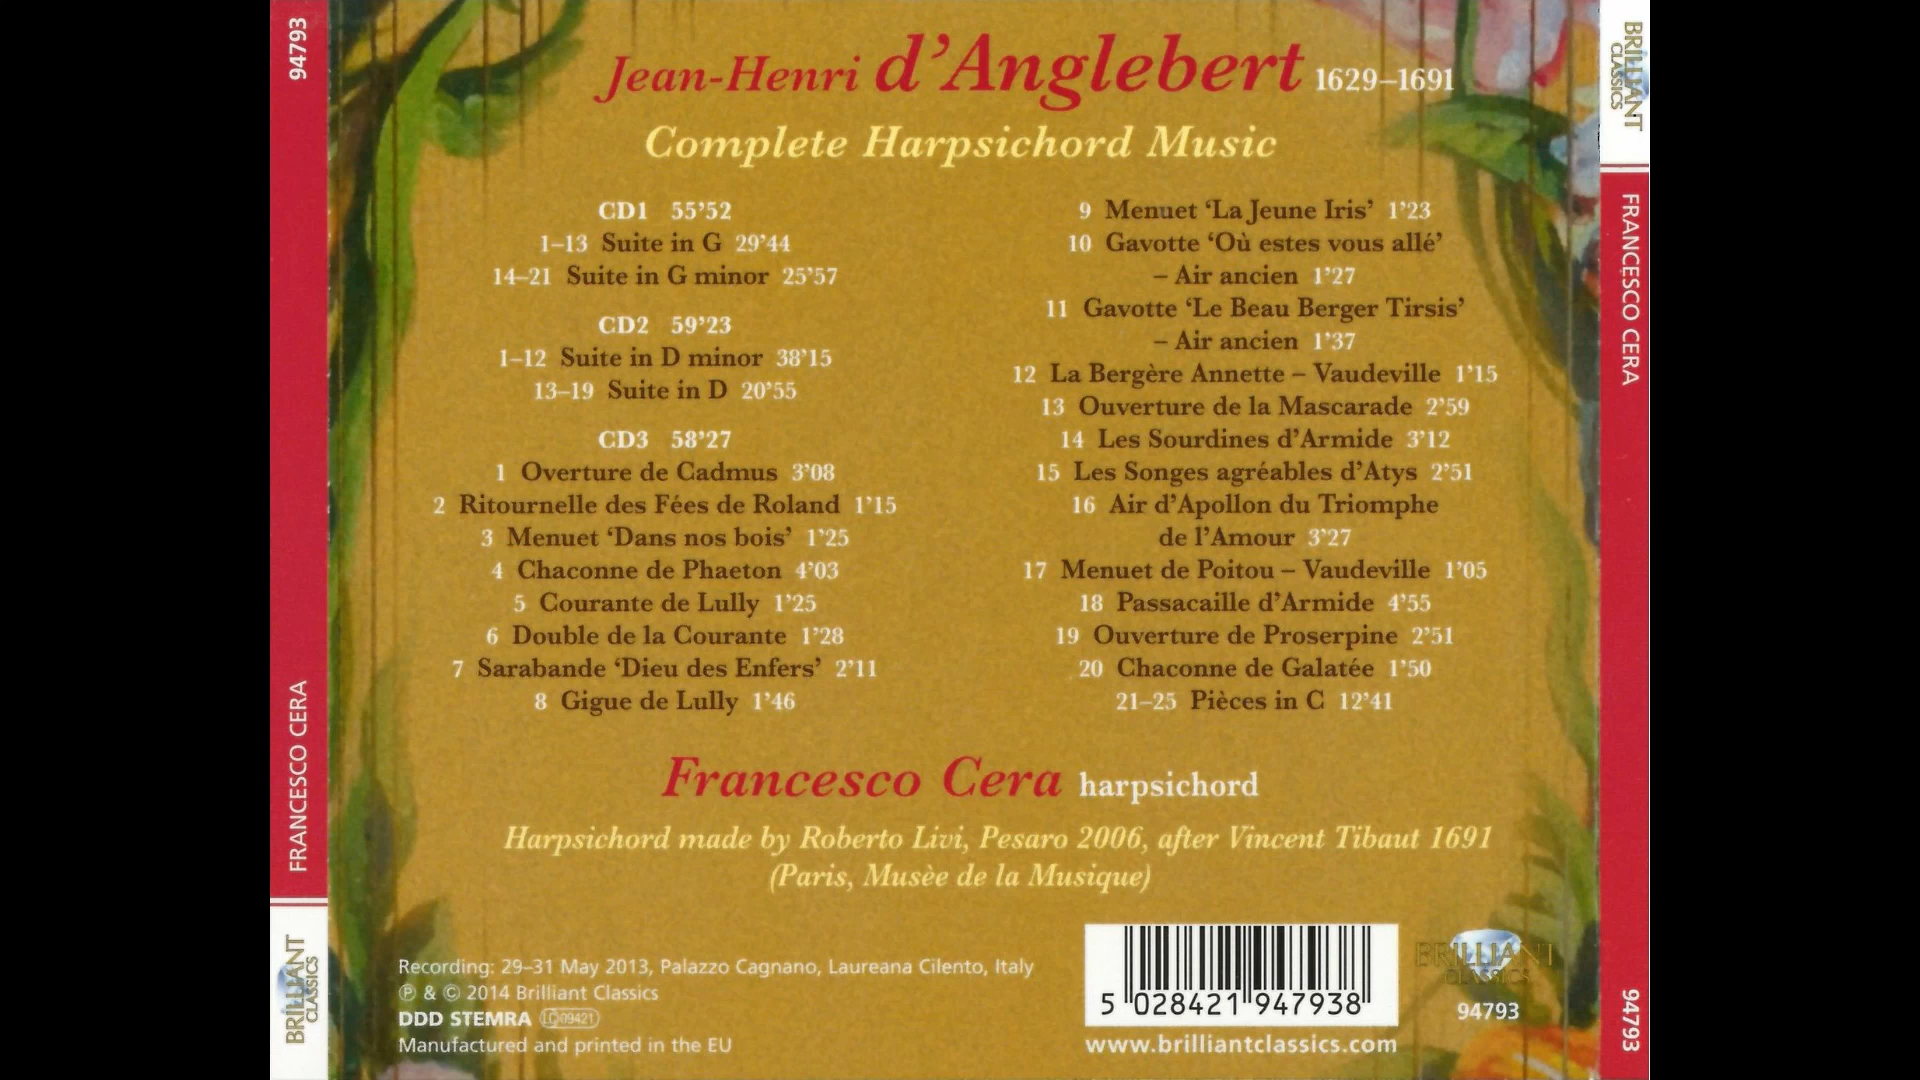 94793
FRANCESCO CERA
BRILLIANT
CLASSICS
Jean-Henri d’Anglebert 1629–1691
Complete Harpsichord Music
CD1 55’52
1–13 Suite in G 29’44
14–21 Suite in G minor 25’57
CD2 59’23
1–12 Suite in D minor 38’15
13–19 Suite in D 20’55
CD3 58’27
1 Overture de Cadmus 3’08
2 Ritournelle des Fées de Roland 1’15
3 Menuet ‘Dans nos bois’ 1’25
4 Chaconne de Phaeton 4’03
5 Courante de Lully 1’25
6 Double de la Courante 1’28
7 Sarabande ‘Dieu des Enfers’ 2’11
8 Gigue de Lully 1’46
9 Menuet ‘La Jeune Iris’ 1’23
10 Gavotte ‘Où estes vous allé’
– Air ancien 1’27
11 Gavotte ‘Le Beau Berger Tirsis’
– Air ancien 1’37
12 La Bergère Annette – Vaudeville 1’15
13 Ouverture de la Mascarade 2’59
14 Les Sourdines d’Armide 3’12
15 Les Songes agréables d’Atys 2’51
16 Air d’Apollon du Triomphe
de l’Amour 3’27
17 Menuet de Poitou – Vaudeville 1’05
18 Passacaille d’Armide 4’55
19 Ouverture de Proserpine 2’51
20 Chaconne de Galatée 1’50
21–25 Pièces in C 12’41
Francesco Cera harpsichord
Harpsichord made by Roberto Livi, Pesaro 2006, after Vincent Tibaut 1691
(Paris, Musèe de la Musique)
Recording: 29–31 May 2013, Palazzo Cagnano, Laureana Cilento, Italy
℗ & © 2014 Brilliant Classics
DDD STEMRA LC 09421
Manufactured and printed in the EU
5 028421 947938
www.brilliantclassics.com
BRILLIANT
CLASSICS
94793
BRILLIANT
CLASSICS
FRANCESCO CERA
94793